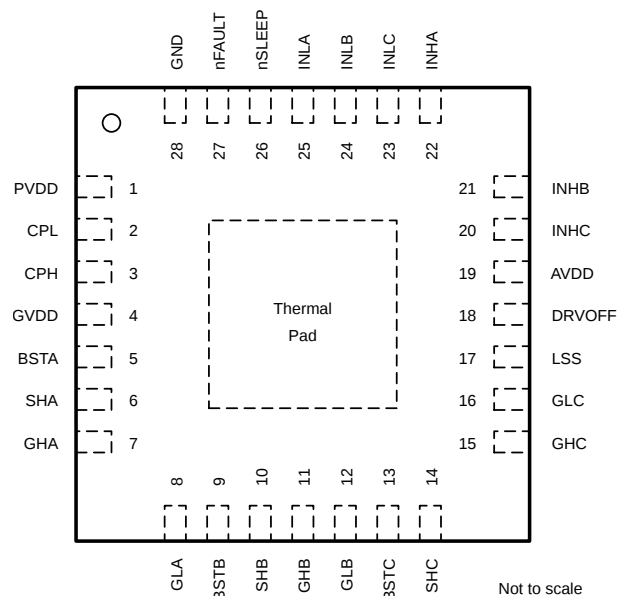 GND
nFAULT
nSLEEP
INLA
INLB
INLC
INHA
28
27
26
25
24
23
22
PVDD 1
21 INHB
CPL 2
20 INHC
CPH 3
19 AVDD
GVDD 4
18 DRVOFF
BSTA 5
17 LSS
SHA 6
16 GLC
GHA 7
15 GHC
Thermal
Pad
8
9
10
11
12
13
14
GLA
BSTB
SHB
GHB
GLB
BSTC
SHC
Not to scale